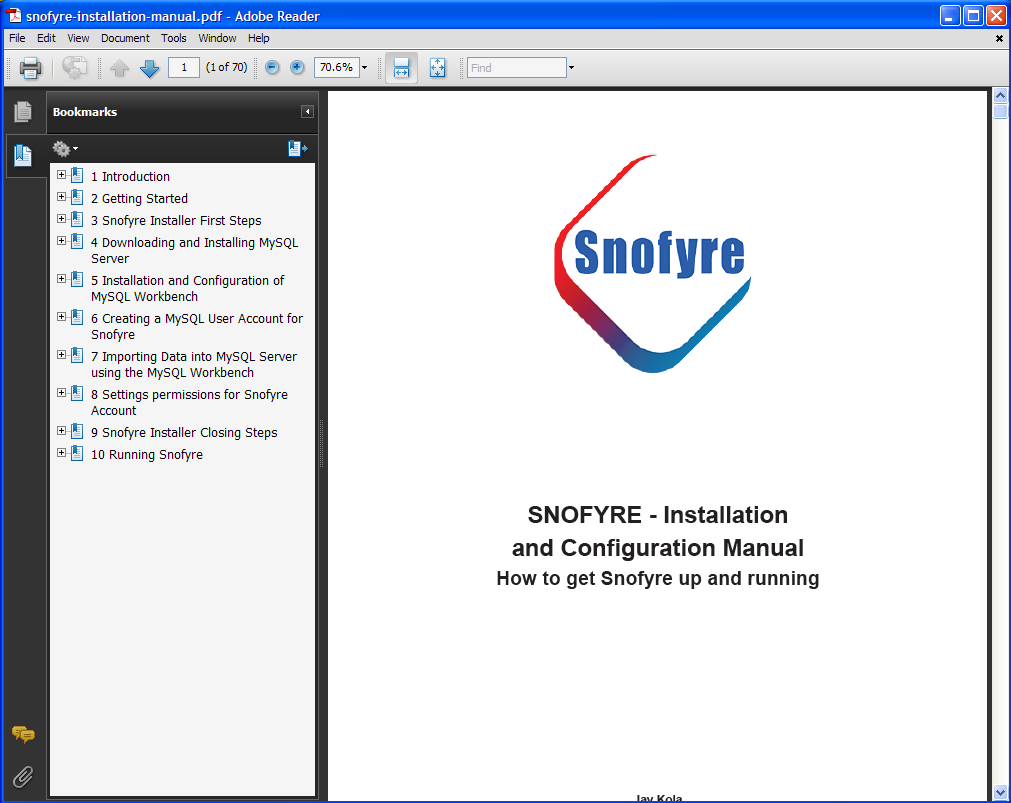 snofyre-installation-manual.pdf - Adobe Reader
File Edit View Document Tools Window Help
1 (1 of 70) 70.6% Find
Bookmarks
1 Introduction
2 Getting Started
3 Snofyre Installer First Steps
4 Downloading and Installing MySQL
Server
5 Installation and Configuration of
MySQL Workbench
6 Creating a MySQL User Account for
Snofyre
7 Importing Data into MySQL Server
using the MySQL Workbench
8 Settings permissions for Snofyre
Account
9 Snofyre Installer Closing Steps
10 Running Snofyre
Snofyre
SNOFYRE - Installation
and Configuration Manual
How to get Snofyre up and running
Jay Kola